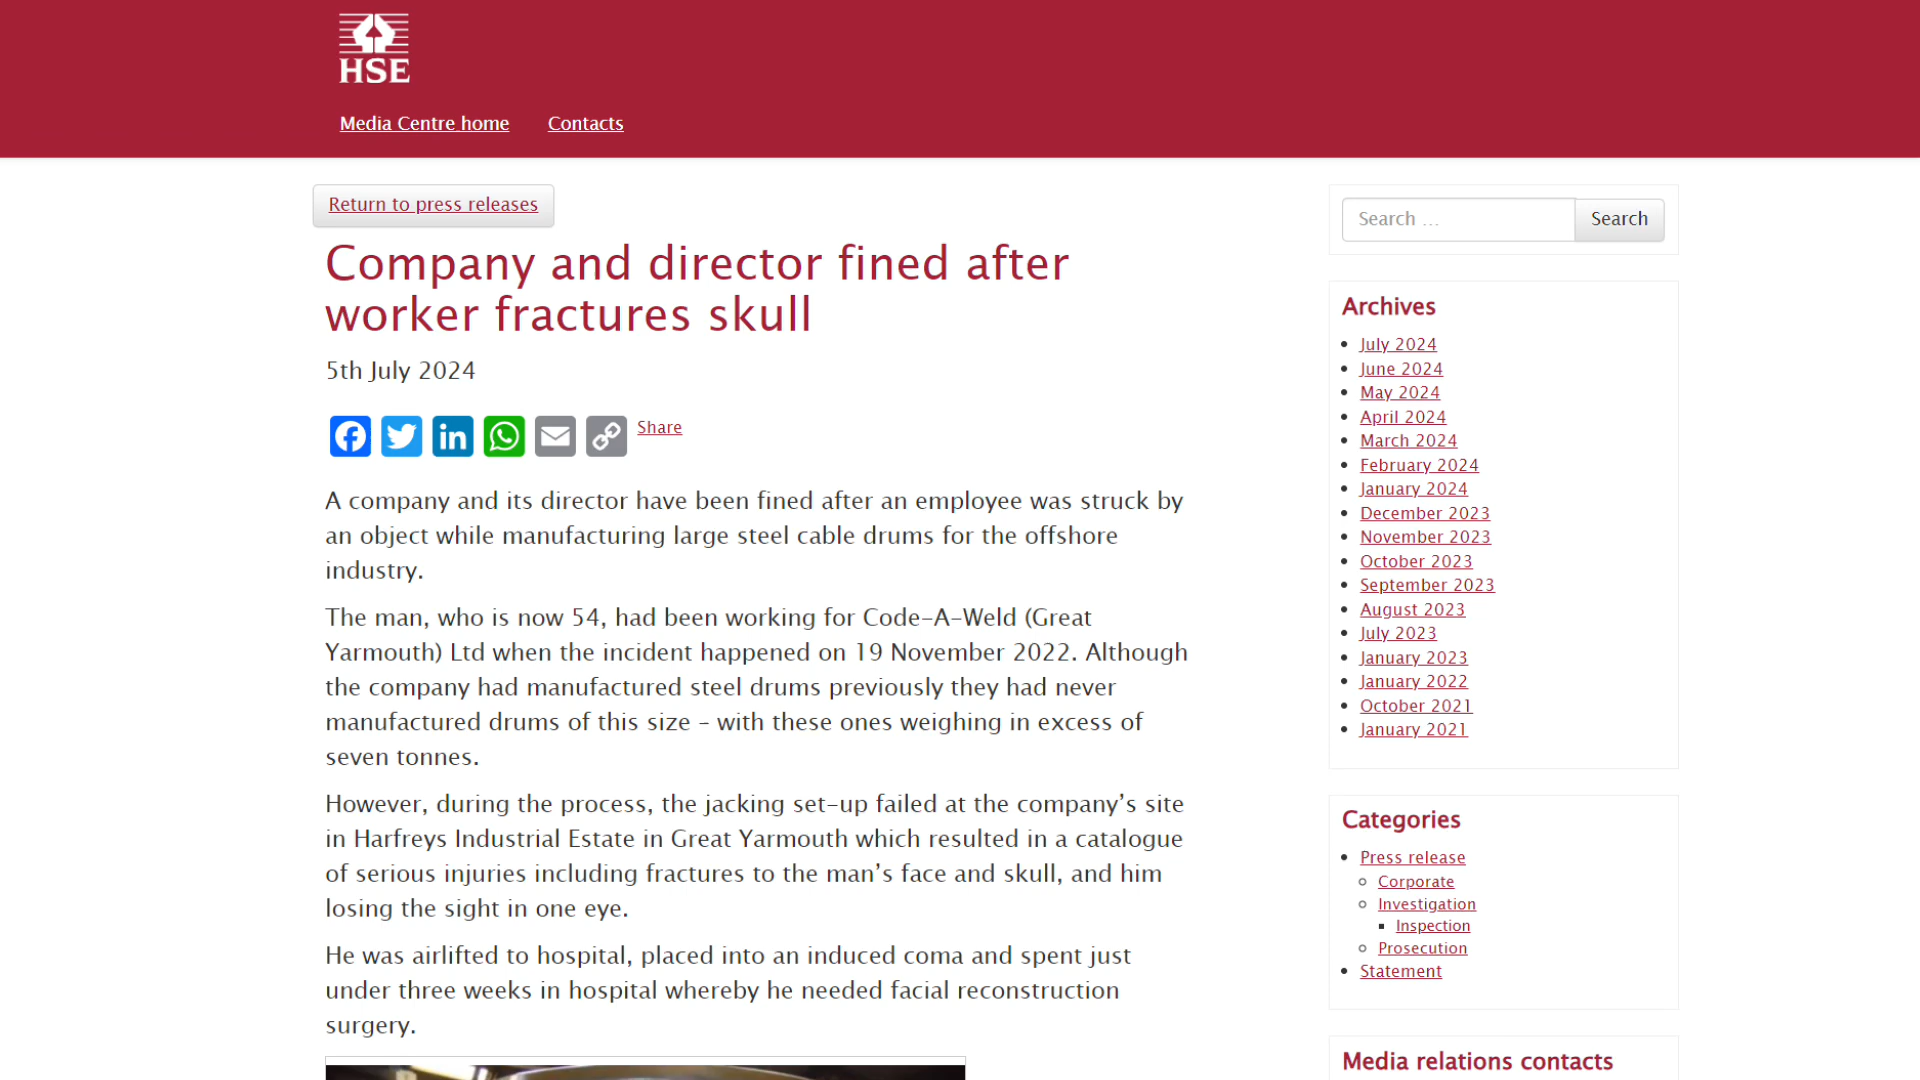 HSE
Media Centre home
Contacts
Return to press releases
Company and director fined after
worker fractures skull
5th July 2024
Share
A company and its director have been fined after an employee was struck by
an object while manufacturing large steel cable drums for the offshore
industry.
The man, who is now 54, had been working for Code-A-Weld (Great
Yarmouth) Ltd when the incident happened on 19 November 2022. Although
the company had manufactured steel drums previously they had never
manufactured drums of this size – with these ones weighing in excess of
seven tonnes.
However, during the process, the jacking set-up failed at the company’s site
in Harfreys Industrial Estate in Great Yarmouth which resulted in a catalogue
of serious injuries including fractures to the man’s face and skull, and him
losing the sight in one eye.
He was airlifted to hospital, placed into an induced coma and spent just
under three weeks in hospital whereby he needed facial reconstruction
surgery.
Search …
Search
Archives
July 2024
June 2024
May 2024
April 2024
March 2024
February 2024
January 2024
December 2023
November 2023
October 2023
September 2023
August 2023
July 2023
January 2023
January 2022
October 2021
January 2021
Categories
Press release
Corporate
Investigation
Inspection
Prosecution
Statement
Media relations contacts